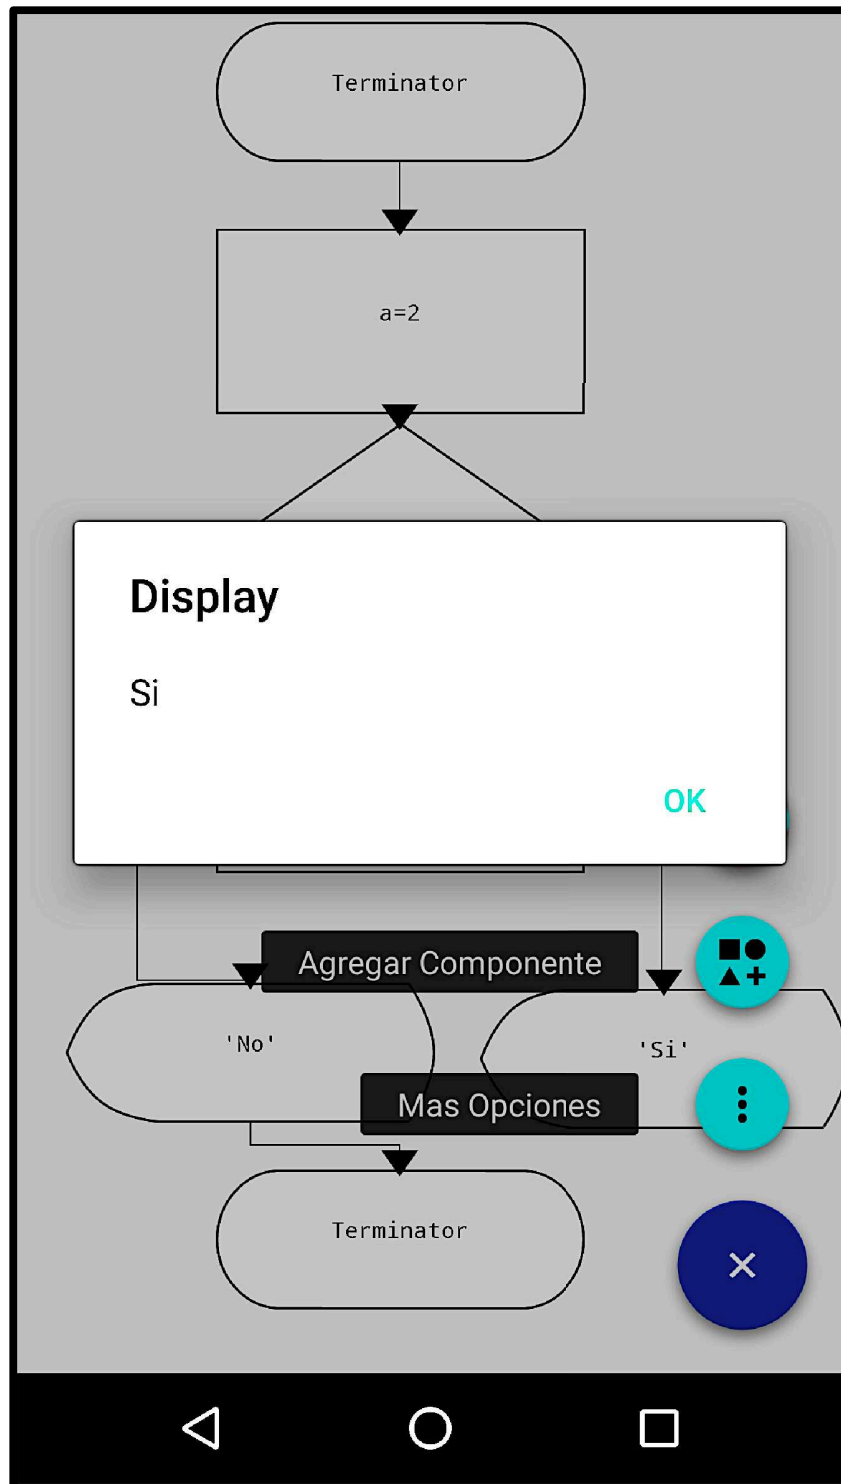 Terminator
a=2
Display
Si
OK
Agregar Componente
'No'
'Si'
Mas Opciones
Terminator